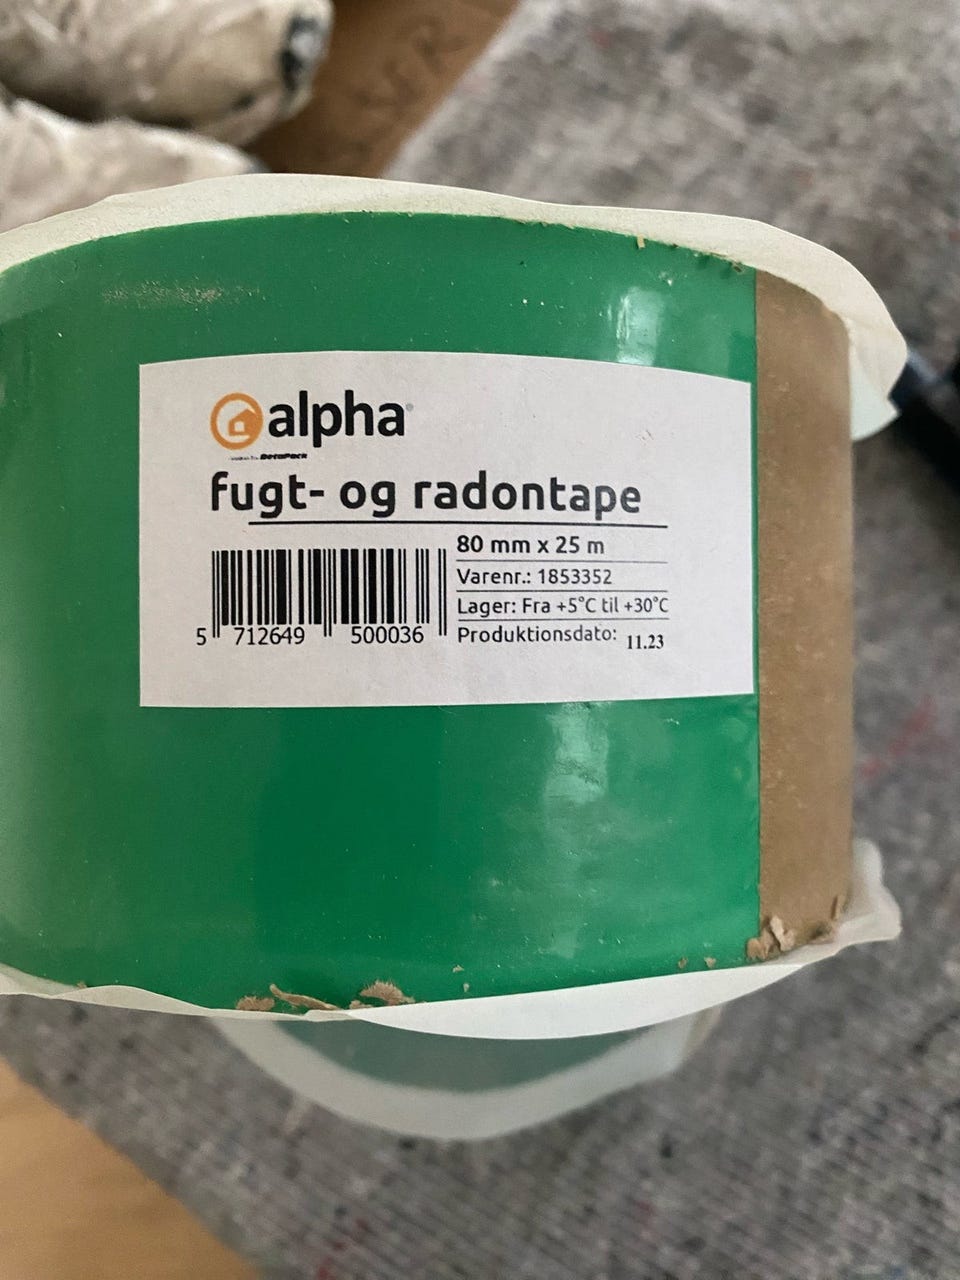 alpha
BetaPack
fugt- og radontape
80 mm x 25 m
Varenr.: 1853352
Lager: Fra +5°C til +30°C
Produktionsdato: 11.23
5 712649 500036